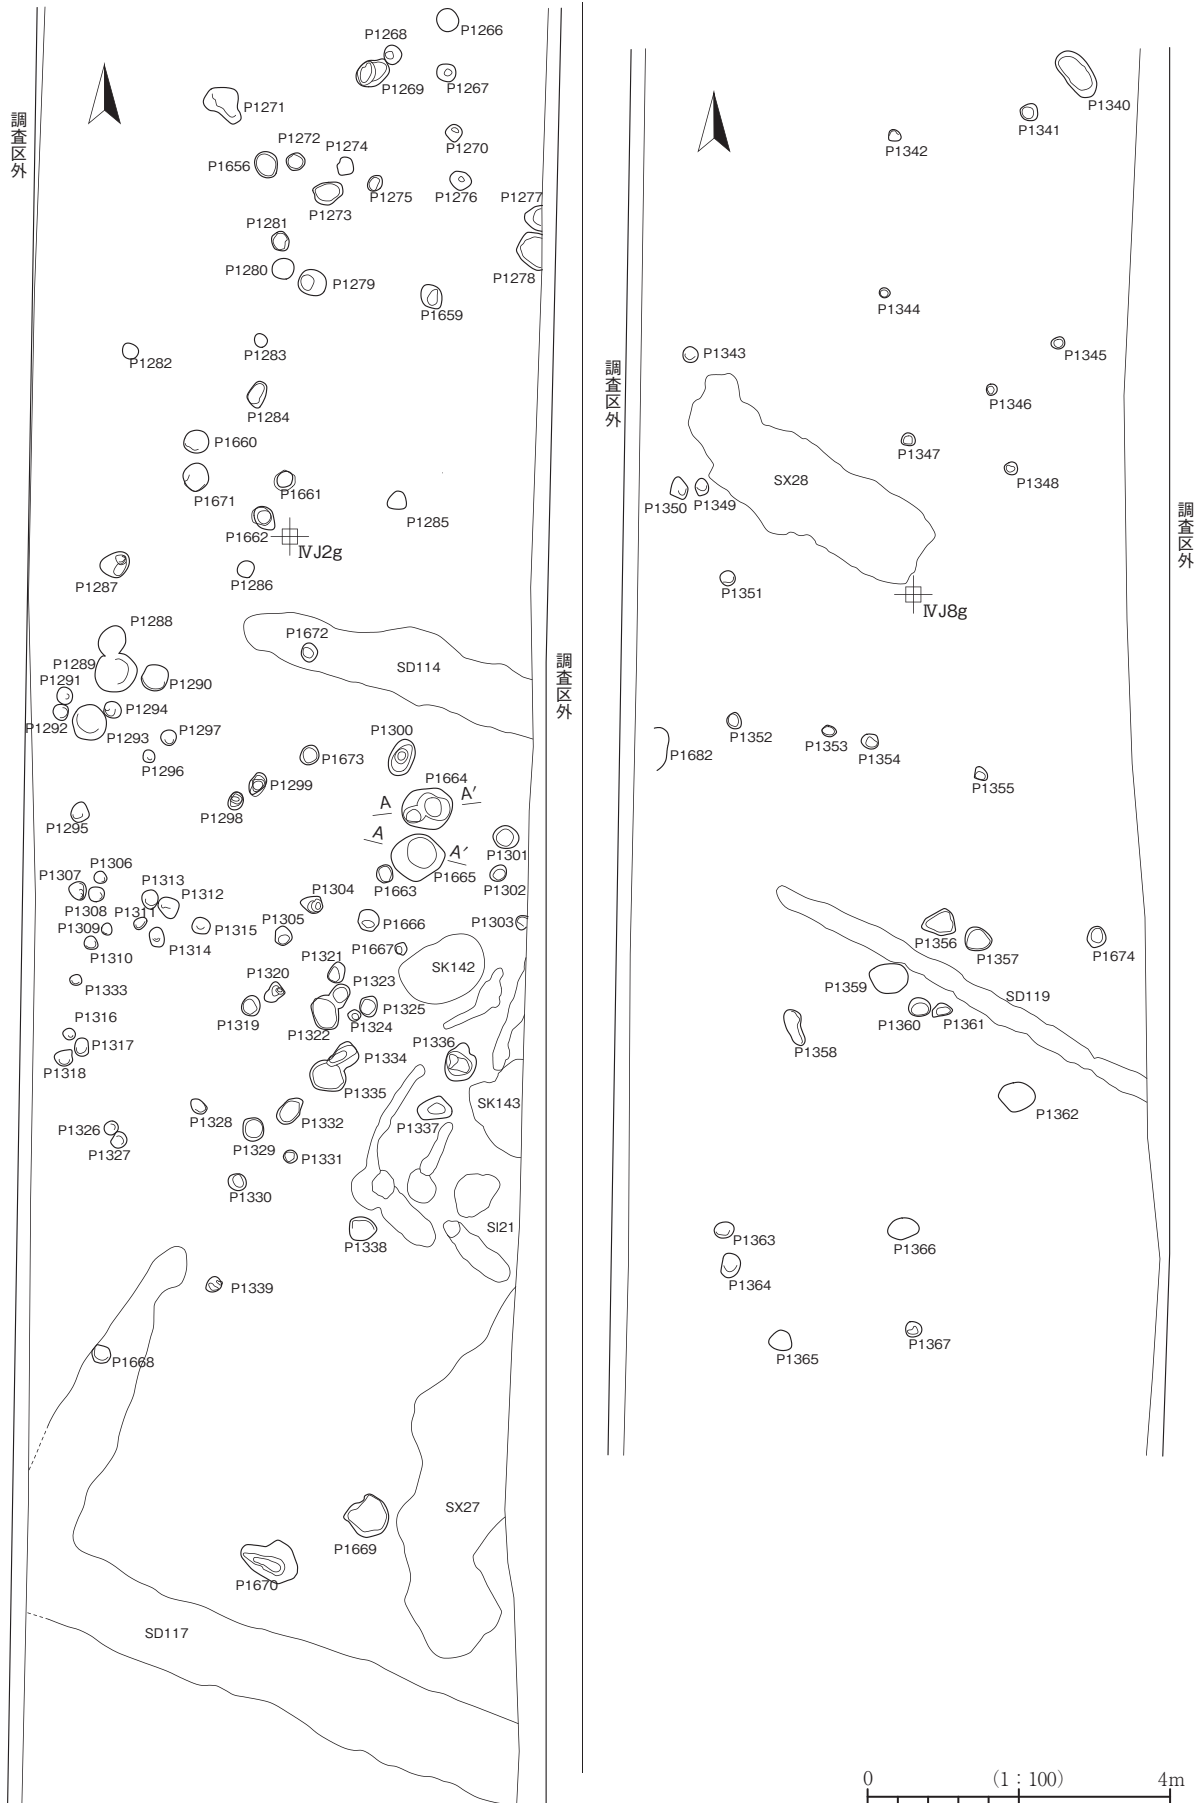 調査区外
P1266
P1268
P1269
P1267
P1271
P1270
P1272
P1274
P1656
P1273
P1275
P1276
P1277
P1281
P1280
P1279
P1278
P1659
P1282
P1283
P1284
P1660
P1671
P1661
P1285
P1662
ⅣJ2g
P1287
P1286
P1288
P1672
P1289
P1290
SD114
調査区外
P1291
P1294
P1292
P1293
P1297
P1296
P1673
P1300
P1299
P1298
P1664
A
A′
P1295
A
A′
P1301
P1665
P1663
P1302
P1306
P1307
P1313
P1312
P1304
P1308
P1311
P1309
P1315
P1305
P1666
P1303
P1310
P1314
P1667
P1321
SK142
P1333
P1320
P1323
P1319
P1325
P1322
P1324
P1316
P1317
P1318
P1334
P1336
P1335
SK143
P1328
P1332
P1337
P1326
P1327
P1329
P1331
P1330
SI21
P1338
P1339
P1668
SX27
P1669
P1670
SD117
P1340
P1341
P1342
P1344
P1343
P1345
調査区外
P1346
P1347
SX28
P1348
P1350
P1349
調査区外
P1351
ⅣJ8g
P1352
P1353
P1354
P1682
P1355
P1356
P1357
P1674
P1359
SD119
P1360
P1361
P1358
P1362
P1363
P1366
P1364
P1365
P1367
0
(1：100)
4m